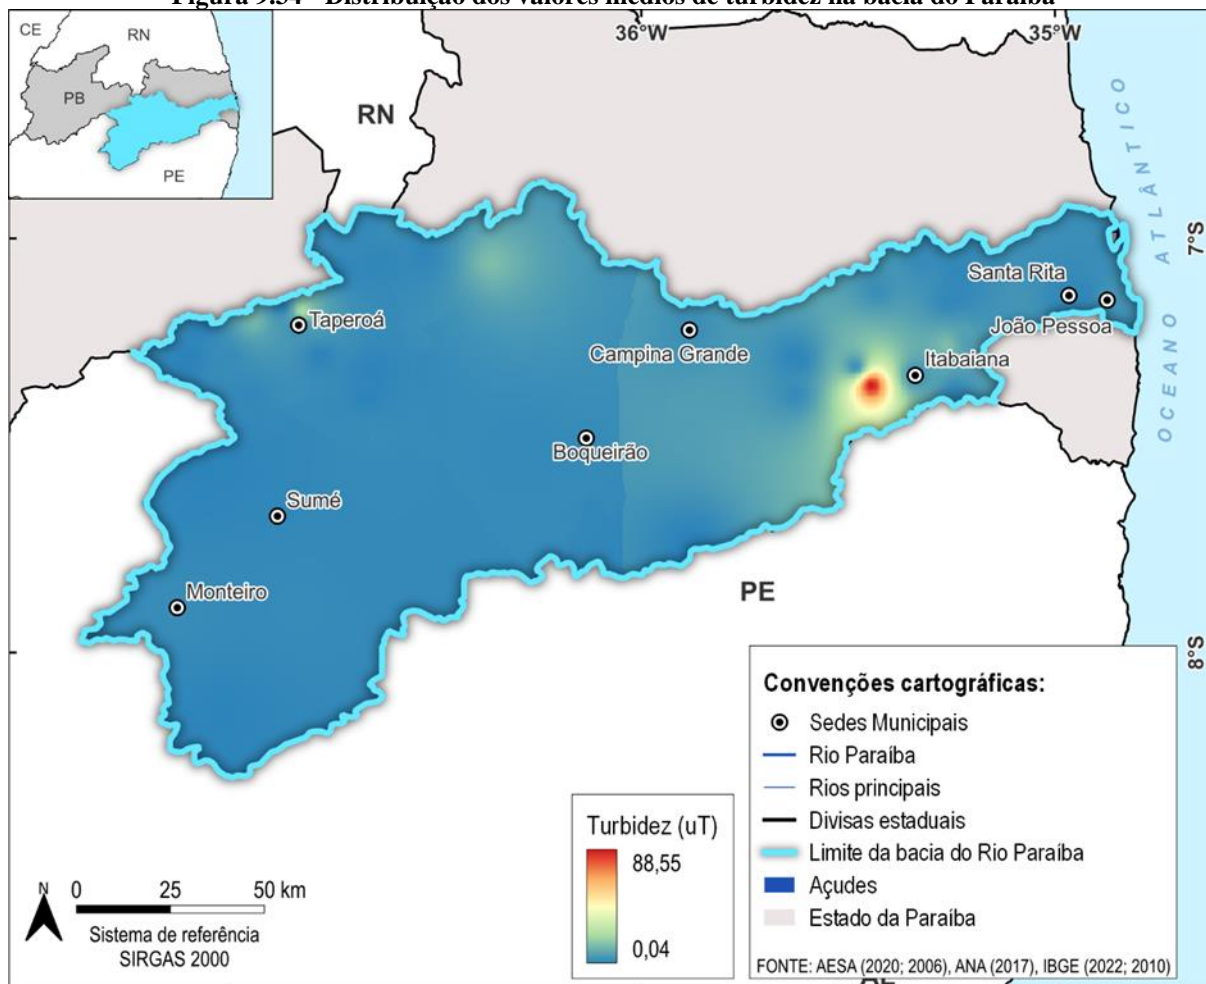 Figura 9.34 - Distribuição dos valores médios de turbidez na bacia do Paraíba
36°W
35°W
CE
RN
PB
PE
RN
OCEANO ATLÂNTICO
7°S
Santa Rita
João Pessoa
Taperoá
Campina Grande
Itabaiana
Boqueirão
Sumé
Monteiro
PE
8°S
Convenções cartográficas:
Sedes Municipais
Rio Paraíba
Rios principais
Divisas estaduais
Limite da bacia do Rio Paraíba
Açudes
Estado da Paraíba
FONTE: AESA (2020; 2006), ANA (2017), IBGE (2022; 2010)
Turbidez (uT)
88,55
0,04
N
0 25 50 km
Sistema de referência
SIRGAS 2000